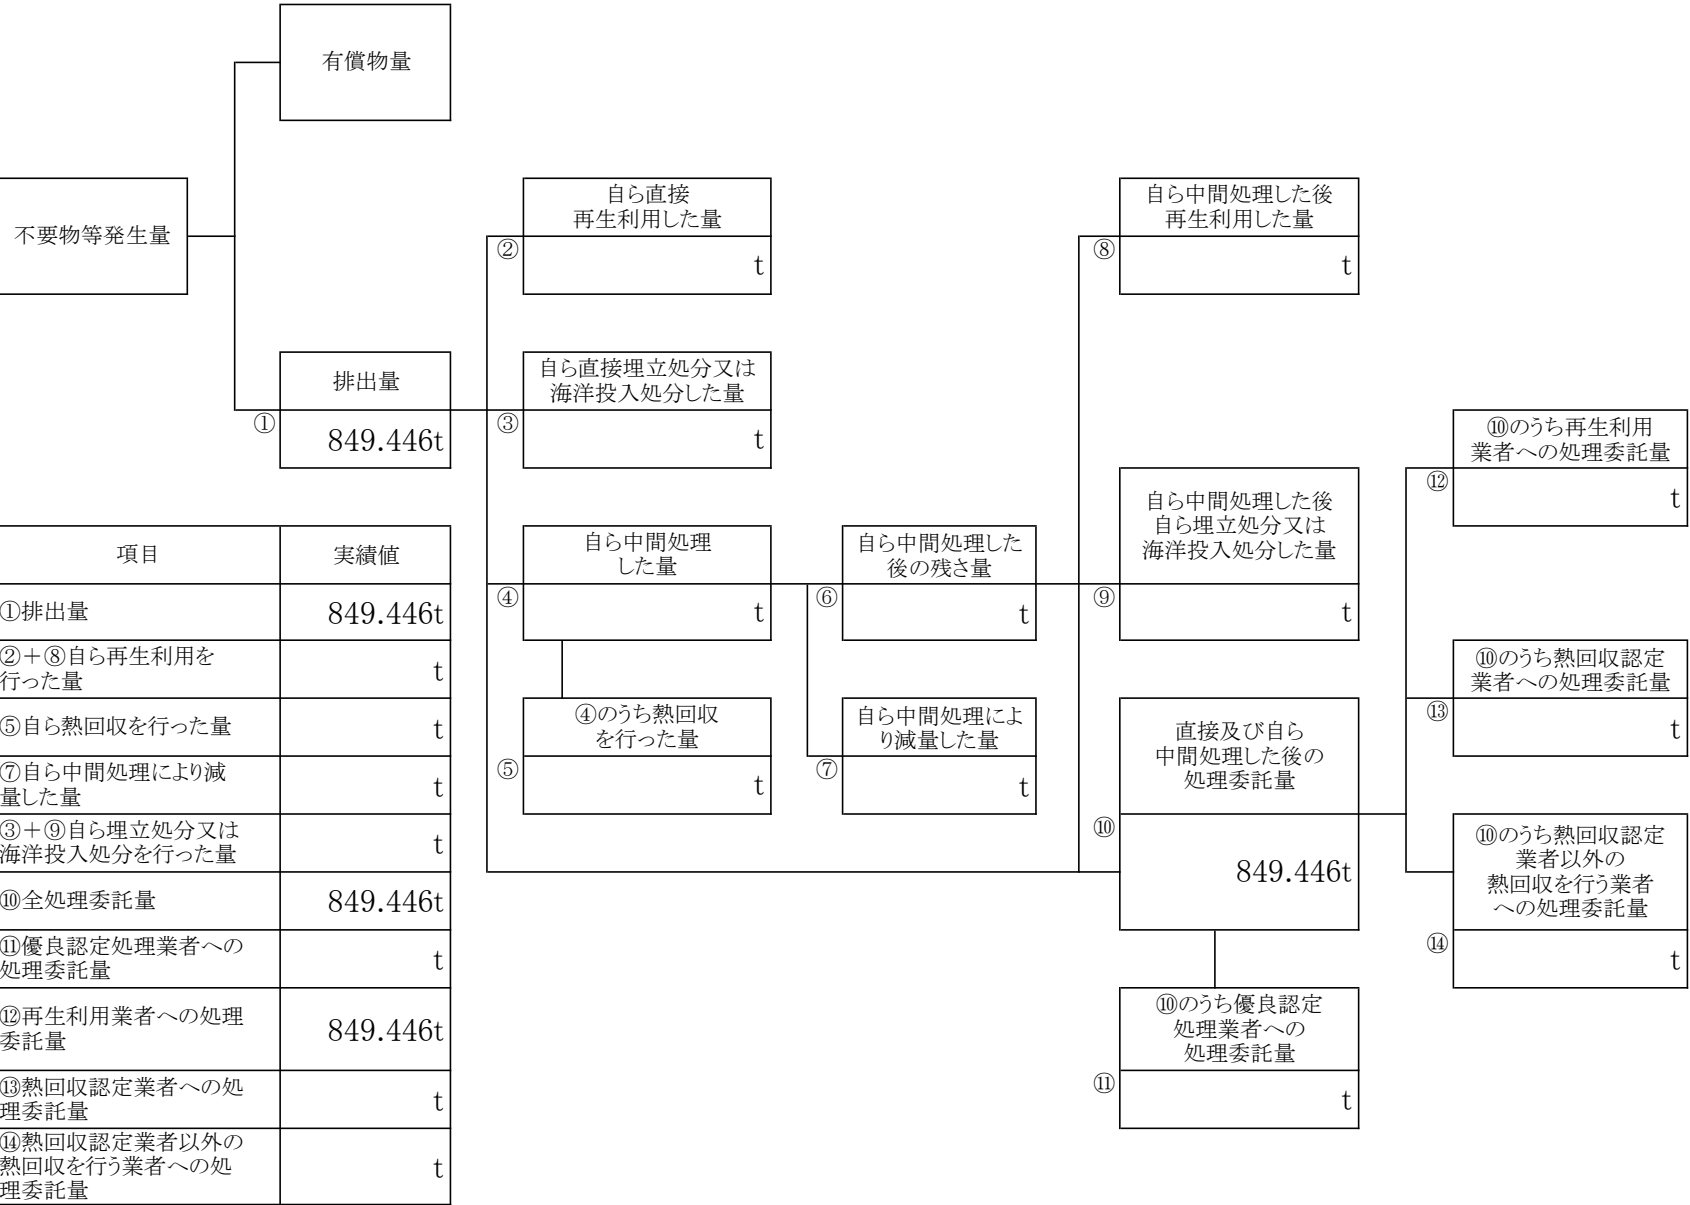 有償物量
不要物等発生量
自ら直接
再生利用した量
②
t
自ら中間処理した後
再生利用した量
⑧
t
排出量
①
849.446t
自ら直接埋立処分又は
海洋投入処分した量
③
t
⑩のうち再生利用
業者への処理委託量
⑫
t
自ら中間処理
した量
④
t
自ら中間処理した
後の残さ量
⑥
t
自ら中間処理した後
自ら埋立処分又は
海洋投入処分した量
⑨
t
⑩のうち熱回収認定
業者への処理委託量
⑬
t
④のうち熱回収
を行った量
⑤
t
自ら中間処理によ
り減量した量
⑦
t
直接及び自ら
中間処理した後の
処理委託量
⑩
849.446t
⑩のうち熱回収認定
業者以外の
熱回収を行う業者
への処理委託量
⑭
t
⑩のうち優良認定
処理業者への
処理委託量
⑪
t
項目
実績値
①排出量
849.446t
②＋⑧自ら再生利用を
行った量
t
⑤自ら熱回収を行った量
t
⑦自ら中間処理により減
量した量
t
③＋⑨自ら埋立処分又は
海洋投入処分を行った量
t
⑩全処理委託量
849.446t
⑪優良認定処理業者への
処理委託量
t
⑫再生利用業者への処理
委託量
849.446t
⑬熱回収認定業者への処
理委託量
t
⑭熱回収認定業者以外の
熱回収を行う業者への処
理委託量
t